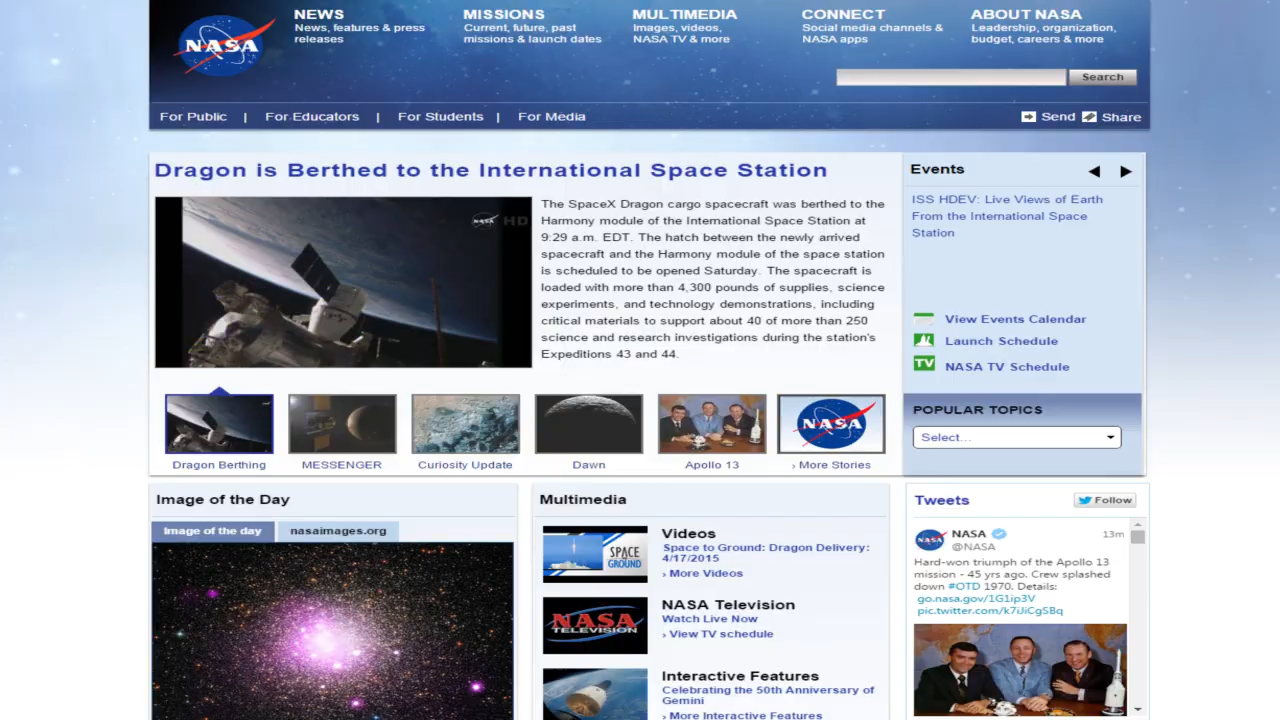 NASA
NEWS
News, features & press
releases
MISSIONS
Current, future, past
missions & launch dates
MULTIMEDIA
Images, videos,
NASA TV & more
CONNECT
Social media channels &
NASA apps
ABOUT NASA
Leadership, organization,
budget, careers & more
Search
For Public | For Educators | For Students | For Media
Send Share
Dragon is Berthed to the International Space Station
NASA HD
The SpaceX Dragon cargo spacecraft was berthed to the
Harmony module of the International Space Station at
9:29 a.m. EDT. The hatch between the newly arrived
spacecraft and the Harmony module of the space station
is scheduled to be opened Saturday. The spacecraft is
loaded with more than 4,300 pounds of supplies, science
experiments, and technology demonstrations, including
critical materials to support about 40 of more than 250
science and research investigations during the station's
Expeditions 43 and 44.
Dragon Berthing
MESSENGER
Curiosity Update
Dawn
Apollo 13
NASA
› More Stories
Events
ISS HDEV: Live Views of Earth
From the International Space
Station
View Events Calendar
Launch Schedule
TV NASA TV Schedule
POPULAR TOPICS
Select...
Image of the Day
Image of the day nasaimages.org
Multimedia
SPACE
GROUND
Videos
Space to Ground: Dragon Delivery:
4/17/2015
› More Videos
NASA
TELEVISION
NASA Television
Watch Live Now
› View TV schedule
Interactive Features
Celebrating the 50th Anniversary of
Gemini
› More Interactive Features
Tweets
Follow
NASA
NASA 13m
@NASA
Hard-won triumph of the Apollo 13
mission - 45 yrs ago. Crew splashed
down #OTD 1970. Details:
go.nasa.gov/1G1ip3V
pic.twitter.com/k7iJiCgSBq